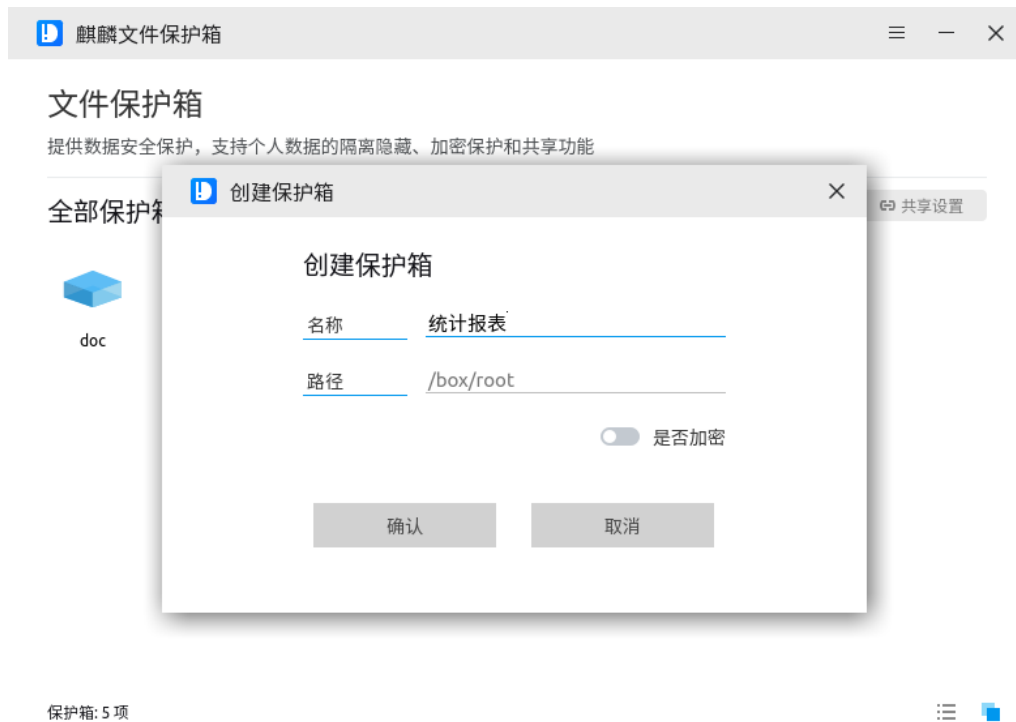 麒麟文件保护箱
文件保护箱
提供数据安全保护，支持个人数据的隔离隐藏、加密保护和共享功能
全部保护
共享设置
doc
创建保护箱
创建保护箱
名称 统计报表
路径 /box/root
是否加密
确认 取消
保护箱: 5 项